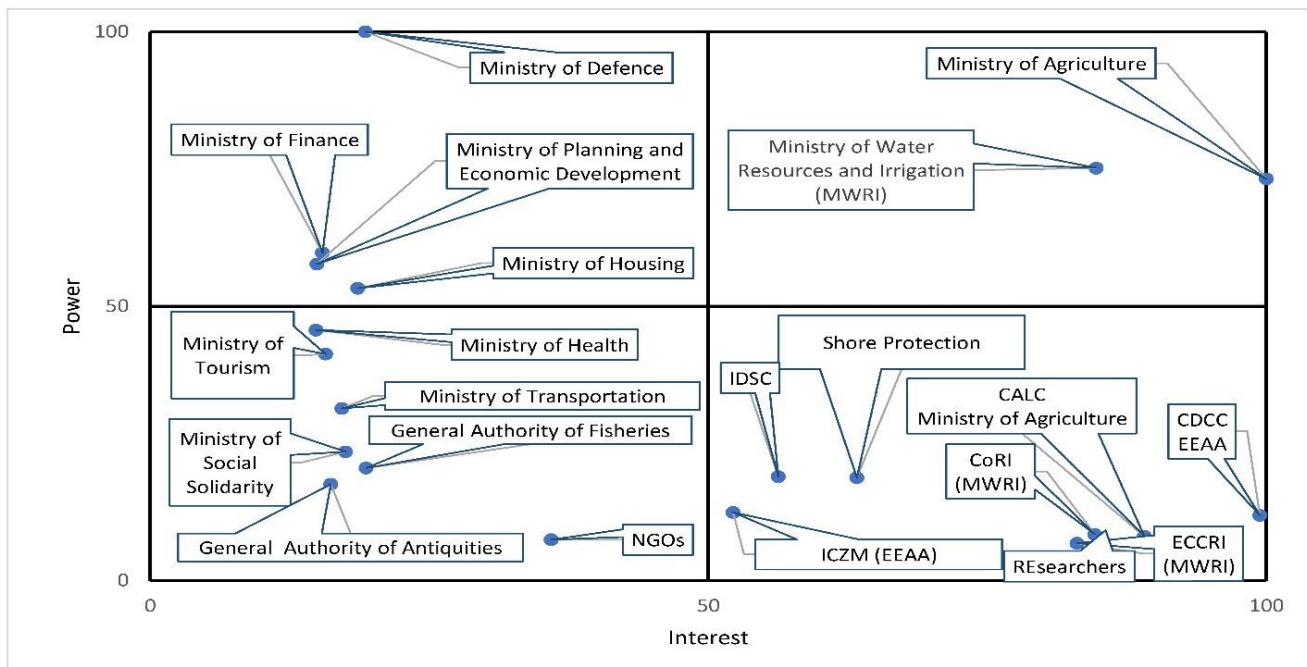 100
Ministry of Defence
Ministry of Agriculture
Ministry of Finance
Ministry of Planning and
Economic Development
Ministry of Water
Resources and Irrigation
(MWRI)
Ministry of Housing
Power
50
Ministry of
Tourism
Ministry of Health
Shore Protection
IDSC
Ministry of Transportation
CALC
Ministry of Agriculture
General Authority of Fisheries
CDCC
EEAA
Ministry of
Social
Solidarity
CoRI
(MWRI)
General Authority of Antiquities
NGOs
ICZM (EEAA)
REsearchers
ECCRI
(MWRI)
0
0
50
100
Interest